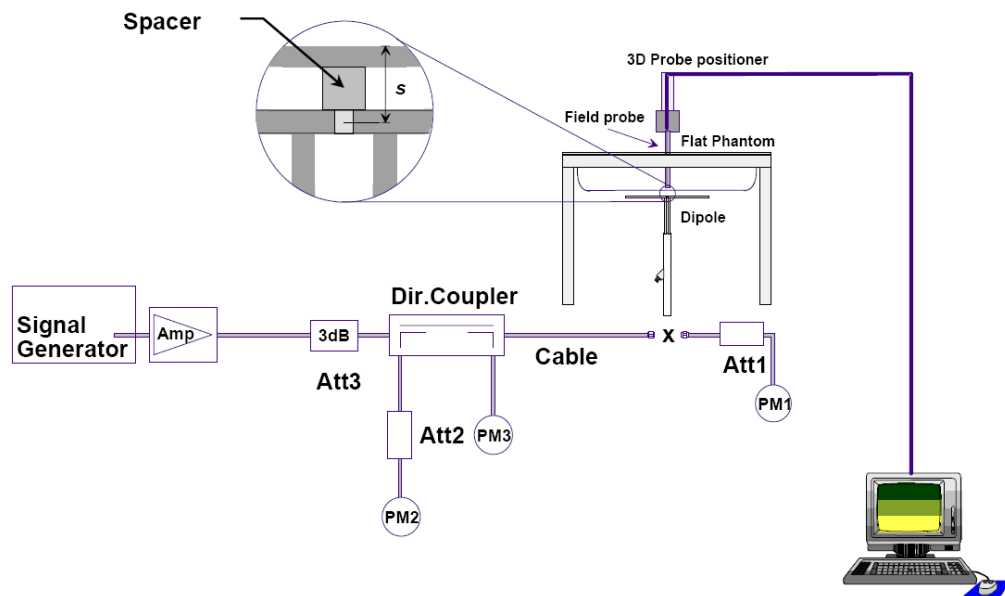 Spacer
s
3D Probe positioner
Field probe
Flat Phantom
Dipole
Signal
Generator
Amp
3dB
Att3
Dir.Coupler
Cable
x
Att1
PM1
Att2
PM3
PM2